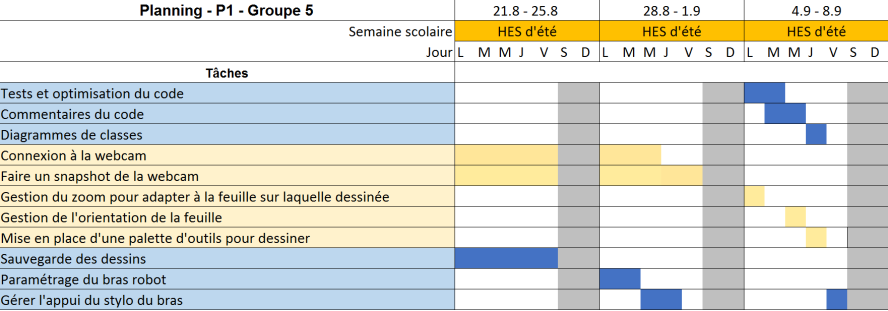 Planning - P1 - Groupe 5 21.8 - 25.8 28.8 - 1.9 4.9 - 8.9
Semaine scolaire HES d'été HES d'été HES d'été
Jour L M M J V S D L M M J V S D L M M J V S D
Tâches
Tests et optimisation du code
Commentaires du code
Diagrammes de classes
Connexion à la webcam
Faire un snapshot de la webcam
Gestion du zoom pour adapter à la feuille sur laquelle dessinée
Gestion de l'orientation de la feuille
Mise en place d'une palette d'outils pour dessiner
Sauvegarde des dessins
Paramétrage du bras robot
Gérer l'appui du stylo du bras